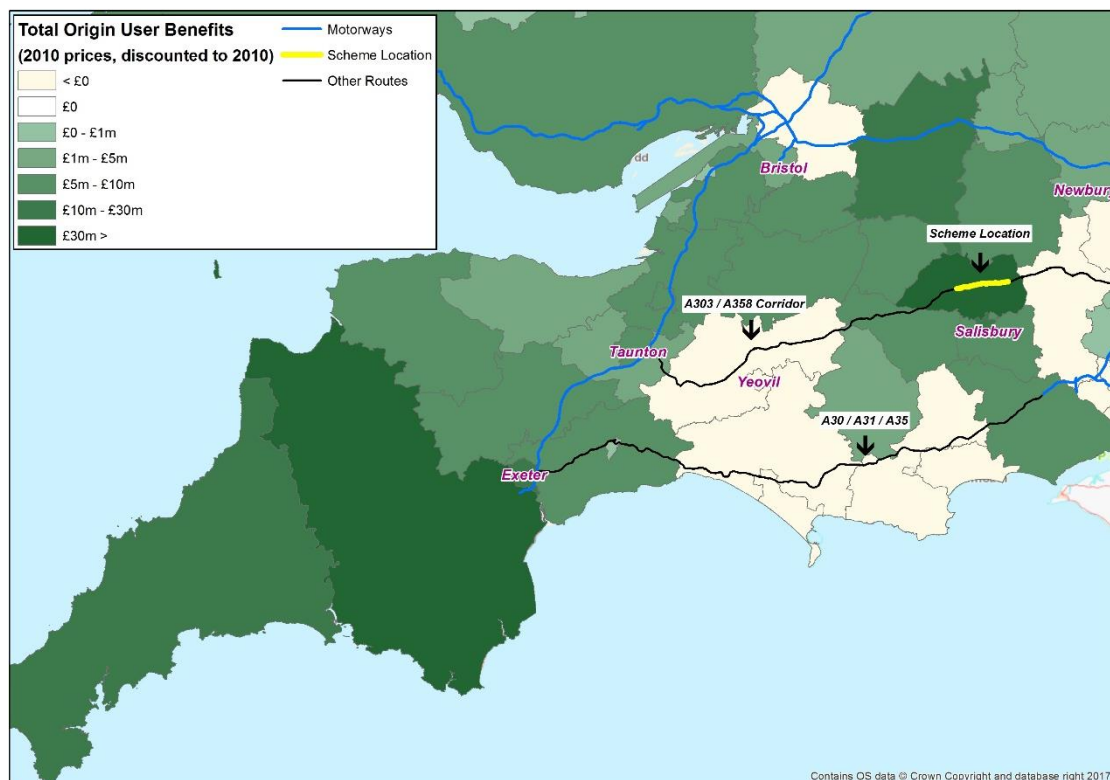 Total Origin User Benefits
(2010 prices, discounted to 2010)
< £0
£0
£0 - £1m
£1m - £5m
£5m - £10m
£10m - £30m
£30m >
Motorways
Scheme Location
Other Routes
dd
Bristol
Newbury
Scheme Location
A303 / A358 Corridor
Salisbury
Taunton
Yeovil
A30 / A31 / A35
Exeter
Contains OS data © Crown Copyright and database right 2017